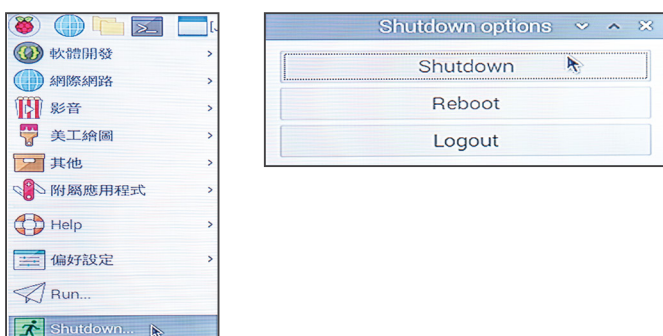 軟體開發
網際網路
影音
美工繪圖
其他
附屬應用程式
Help
偏好設定
Run...
Shutdown...
Shutdown options
Shutdown
Reboot
Logout